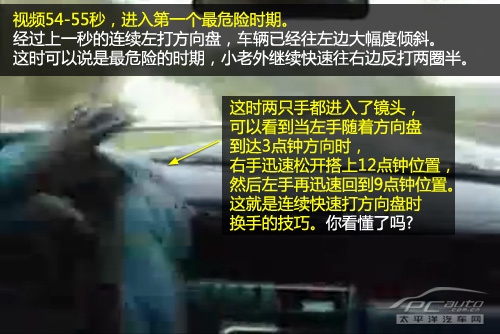 视频54-55秒，进入第一个最危险时期。
经过上一秒的连续左打方向盘，车辆已经往左边大幅度倾斜。
这时可以说是最危险的时期，小老外继续快速往右边反打两圈半。
这时两只手都进入了镜头，
可以看到当左手随着方向盘
到达3点钟方向时，
右手迅速松开搭上12点钟位置，
然后左手再迅速回到9点钟位置。
这就是连续快速打方向盘时
换手的技巧。你看懂了吗?
PCauto
.com.cn
太平洋汽车网